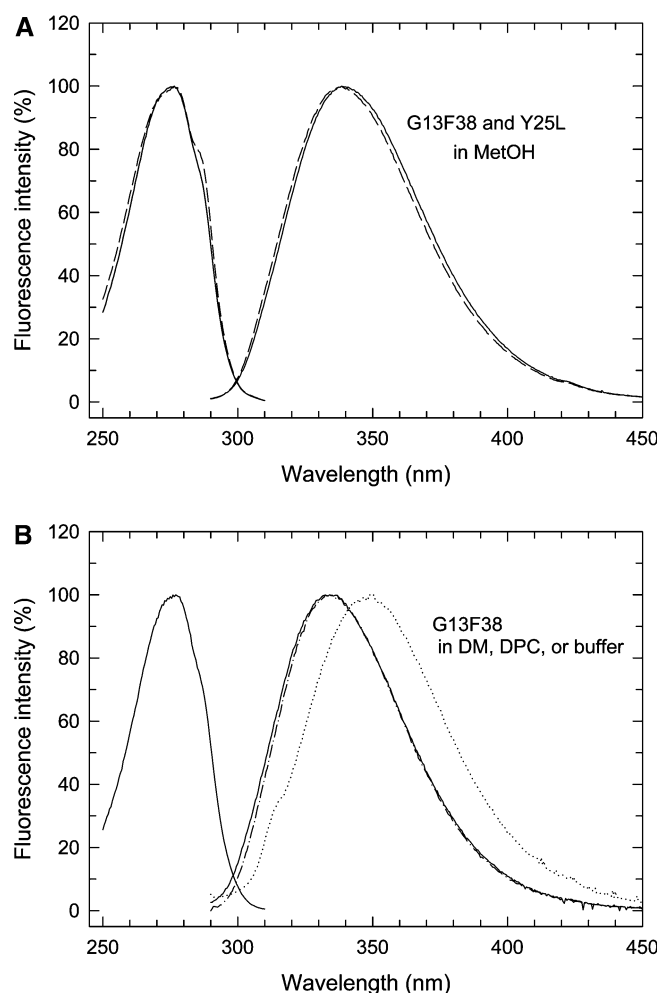 A
120
100
80
60
40
20
0
Fluorescence intensity (%)
G13F38 and Y25L
in MetOH
250 300 350 400 450
Wavelength (nm)
B
120
100
80
60
40
20
0
Fluorescence intensity (%)
G13F38
in DM, DPC, or buffer
250 300 350 400 450
Wavelength (nm)